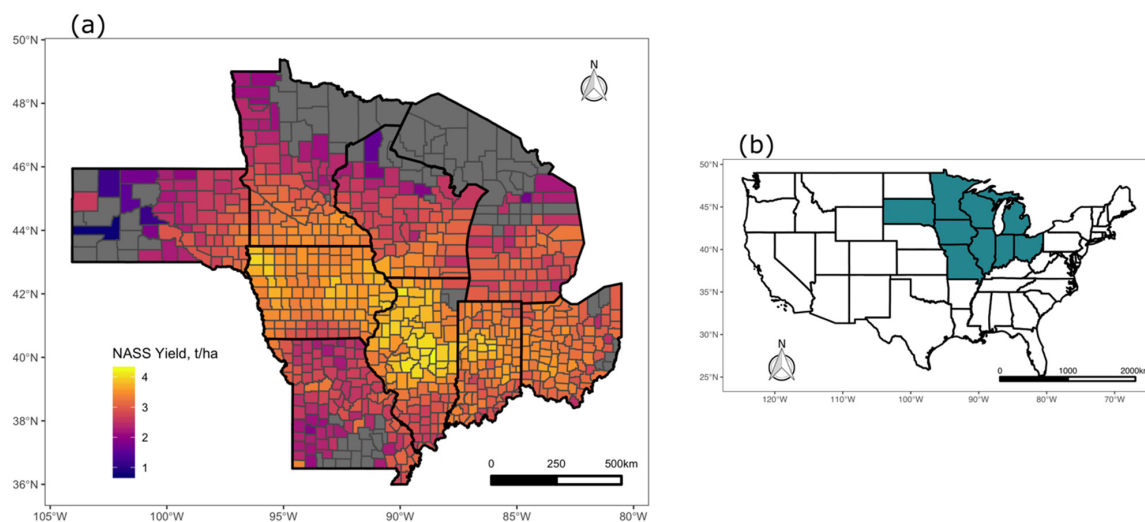 (a)
50°N
48°N
46°N
44°N
42°N
40°N
38°N
36°N
N
NASS Yield, t/ha
4
3
2
1
0 250 500km
105°W 100°W 95°W 90°W 85°W 80°W
(b)
50°N
45°N
40°N
35°N
30°N
25°N
N
0 1000 2000km
120°W 110°W 100°W 90°W 80°W 70°W